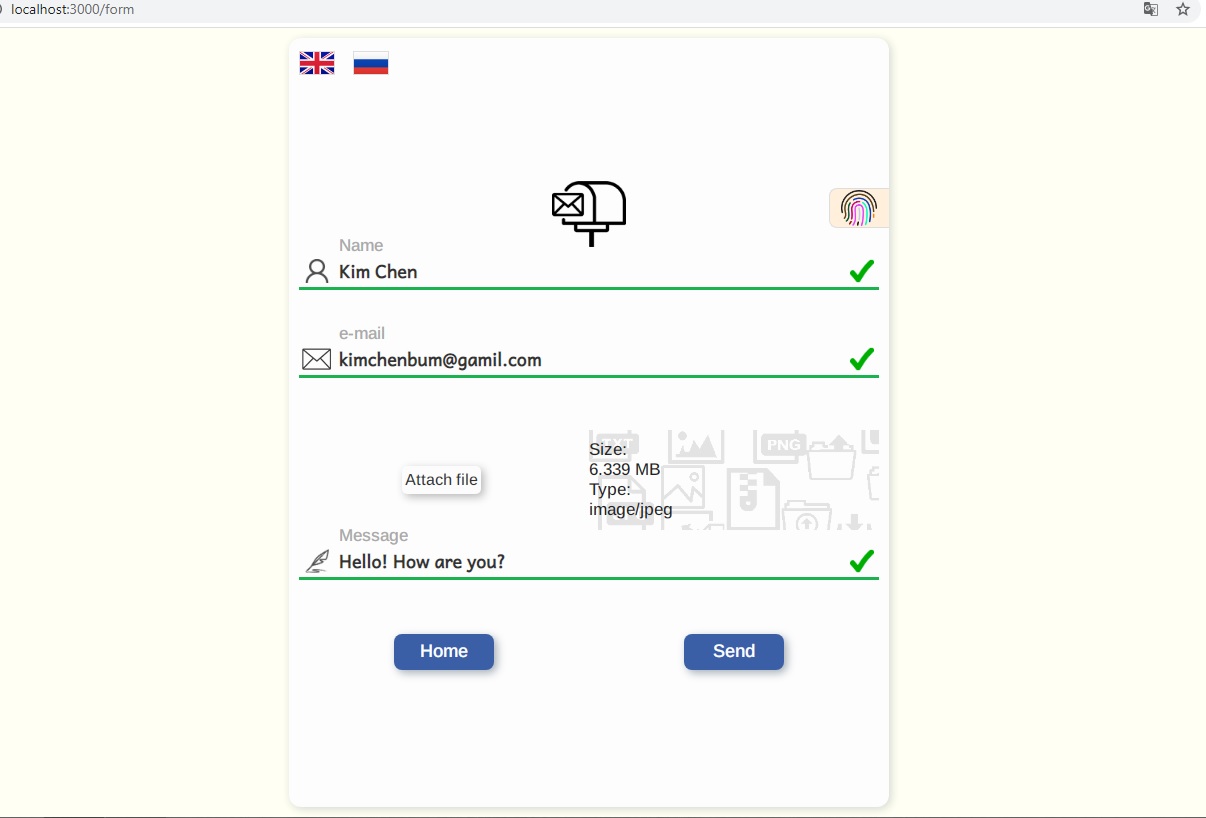 localhost:3000/form
Name
Kim Chen
e-mail
kimchenbum@gamil.com
TXT
PNG
Size:
6.339 MB
Type:
image/jpeg
Attach file
Message
Hello! How are you?
Home
Send